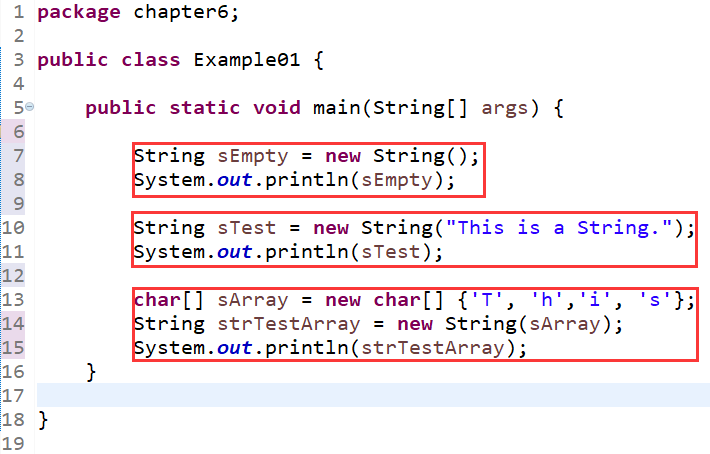 1 package chapter6;
2
3 public class Example01 {
4
5     public static void main(String[] args) {
6
7         String sEmpty = new String();
8         System.out.println(sEmpty);
9
10         String sTest = new String("This is a String.");
11         System.out.println(sTest);
12
13         char[] sArray = new char[] {'T', 'h','i', 's'};
14         String strTestArray = new String(sArray);
15         System.out.println(strTestArray);
16     }
17
18 }
19